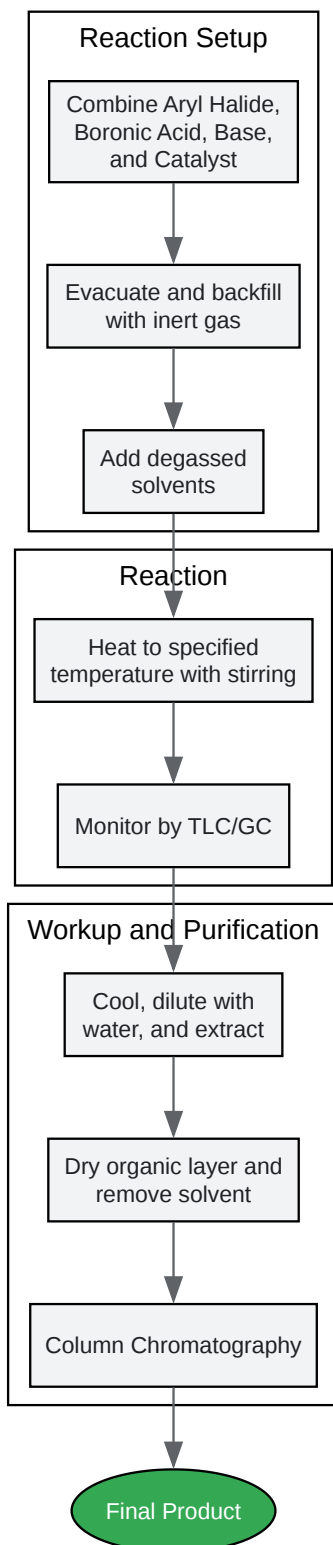 Reaction Setup
Combine Aryl Halide,
Boronic Acid, Base,
and Catalyst
Evacuate and backfill
with inert gas
Add degassed
solvents
Reaction
Heat to specified
temperature with stirring
Monitor by TLC/GC
Workup and Purification
Cool, dilute with
water, and extract
Dry organic layer and
remove solvent
Column Chromatography
Final Product